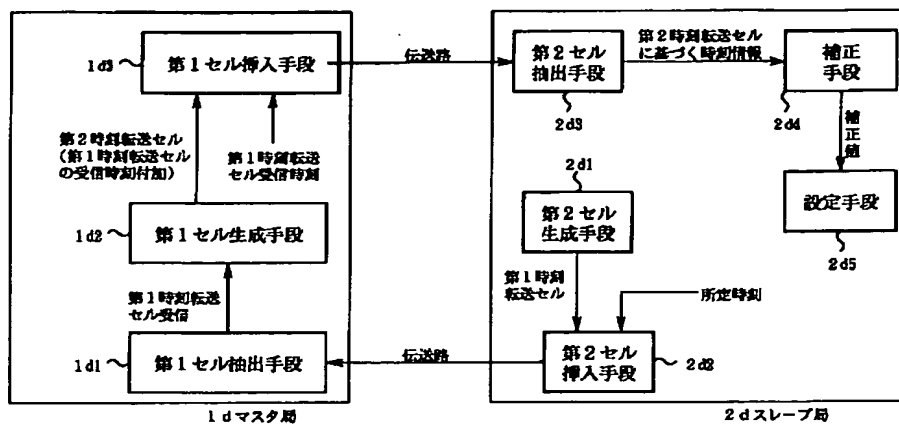 1d3
第1セル挿入手段
伝送路
第2セル
抽出手段
2d3
第2時刻転送セル
に基づく時刻情報
補正
手段
2d4
第2時刻転送セル
(第1時刻転送セル
の受信時刻付加)
第1時刻転送
セル受信時刻
補正値
2d1
第2セル
生成手段
設定手段
2d5
1d2
第1セル生成手段
第1時刻転送
セル受信
第1時刻
転送セル
所定時刻
1d1
第1セル抽出手段
伝送路
第2セル
挿入手段
2d2
1dマスタ局
2dスレーブ局